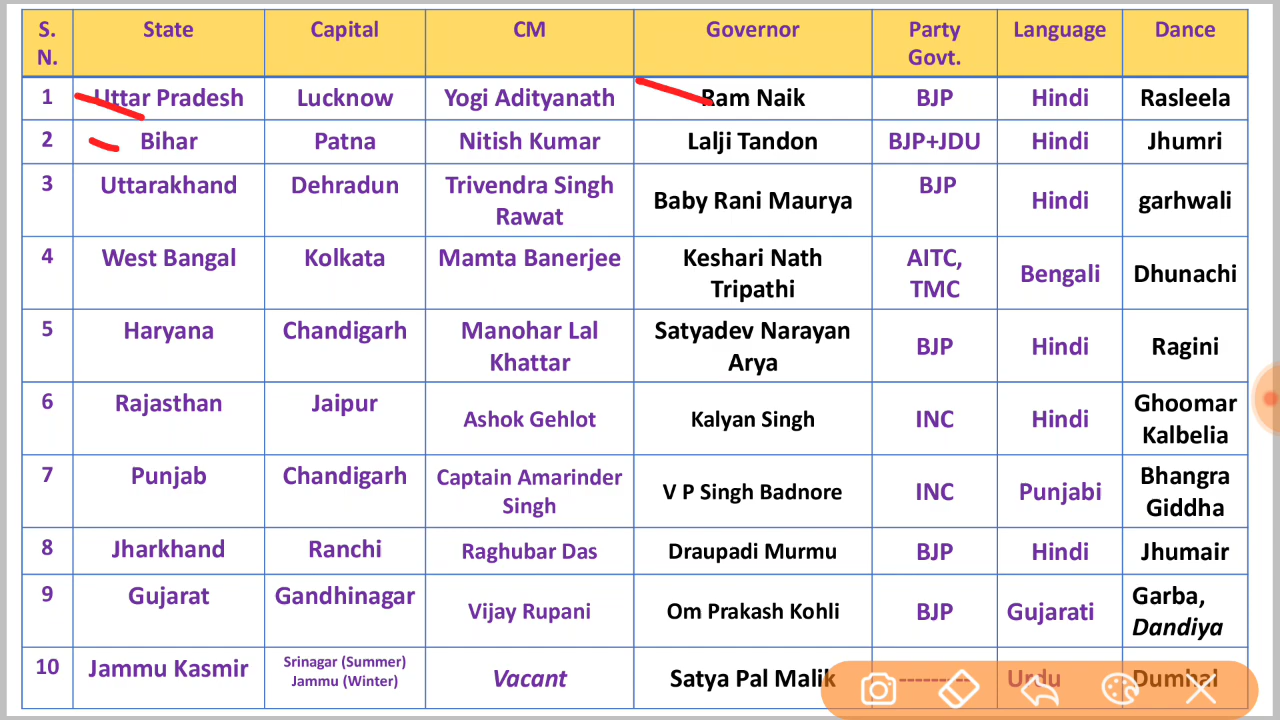 S. N. State Capital CM Governor Party Govt. Language Dance
1 Uttar Pradesh Lucknow Yogi Adityanath Ram Naik BJP Hindi Rasleela
2 Bihar Patna Nitish Kumar Lalji Tandon BJP+JDU Hindi Jhumri
3 Uttarakhand Dehradun Trivendra Singh Rawat Baby Rani Maurya BJP Hindi garhwali
4 West Bangal Kolkata Mamta Banerjee Keshari Nath Tripathi AITC, TMC Bengali Dhunachi
5 Haryana Chandigarh Manohar Lal Khattar Satyadev Narayan Arya BJP Hindi Ragini
6 Rajasthan Jaipur Ashok Gehlot Kalyan Singh INC Hindi Ghoomar Kalbelia
7 Punjab Chandigarh Captain Amarinder Singh V P Singh Badnore INC Punjabi Bhangra Giddha
8 Jharkhand Ranchi Raghubar Das Draupadi Murmu BJP Hindi Jhumair
9 Gujarat Gandhinagar Vijay Rupani Om Prakash Kohli BJP Gujarati Garba, Dandiya
10 Jammu Kasmir Srinagar (Summer) Jammu (Winter) Vacant Satya Pal Malik --------- Urdu Dumhal